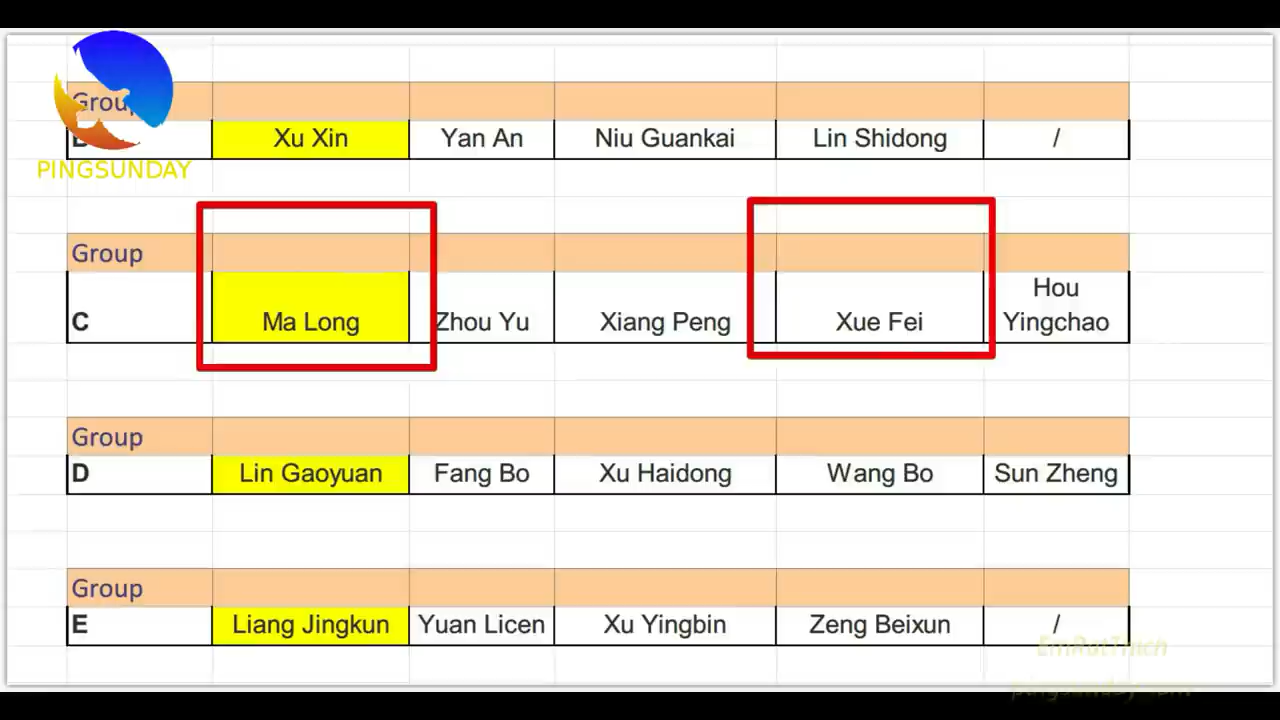 Group
Xu Xin Yan An Niu Guankai Lin Shidong /
PINGSUNDAY
Group
C Ma Long Zhou Yu Xiang Peng Xue Fei Hou Yingchao
Group
D Lin Gaoyuan Fang Bo Xu Haidong Wang Bo Sun Zheng
Group
E Liang Jingkun Yuan Licen Xu Yingbin Zeng Beixun /